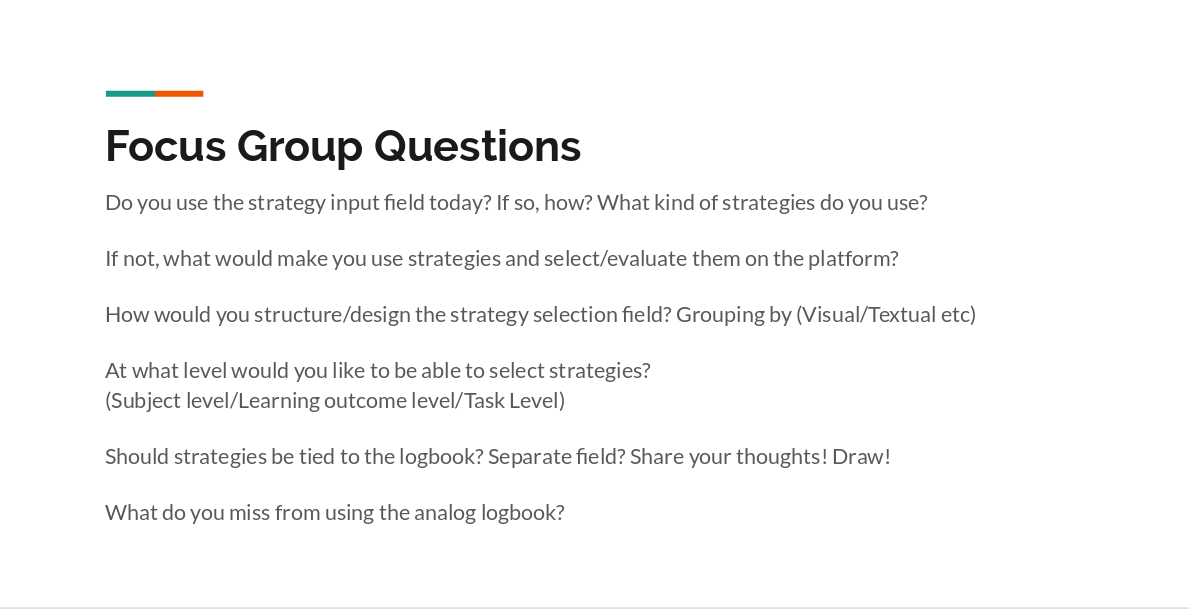 Focus Group Questions
Do you use the strategy input field today? If so, how? What kind of strategies do you use?
If not, what would make you use strategies and select/evaluate them on the platform?
How would you structure/design the strategy selection field? Grouping by (Visual/Textual etc)
At what level would you like to be able to select strategies?
(Subject level/Learning outcome level/Task Level)
Should strategies be tied to the logbook? Separate field? Share your thoughts! Draw!
What do you miss from using the analog logbook?